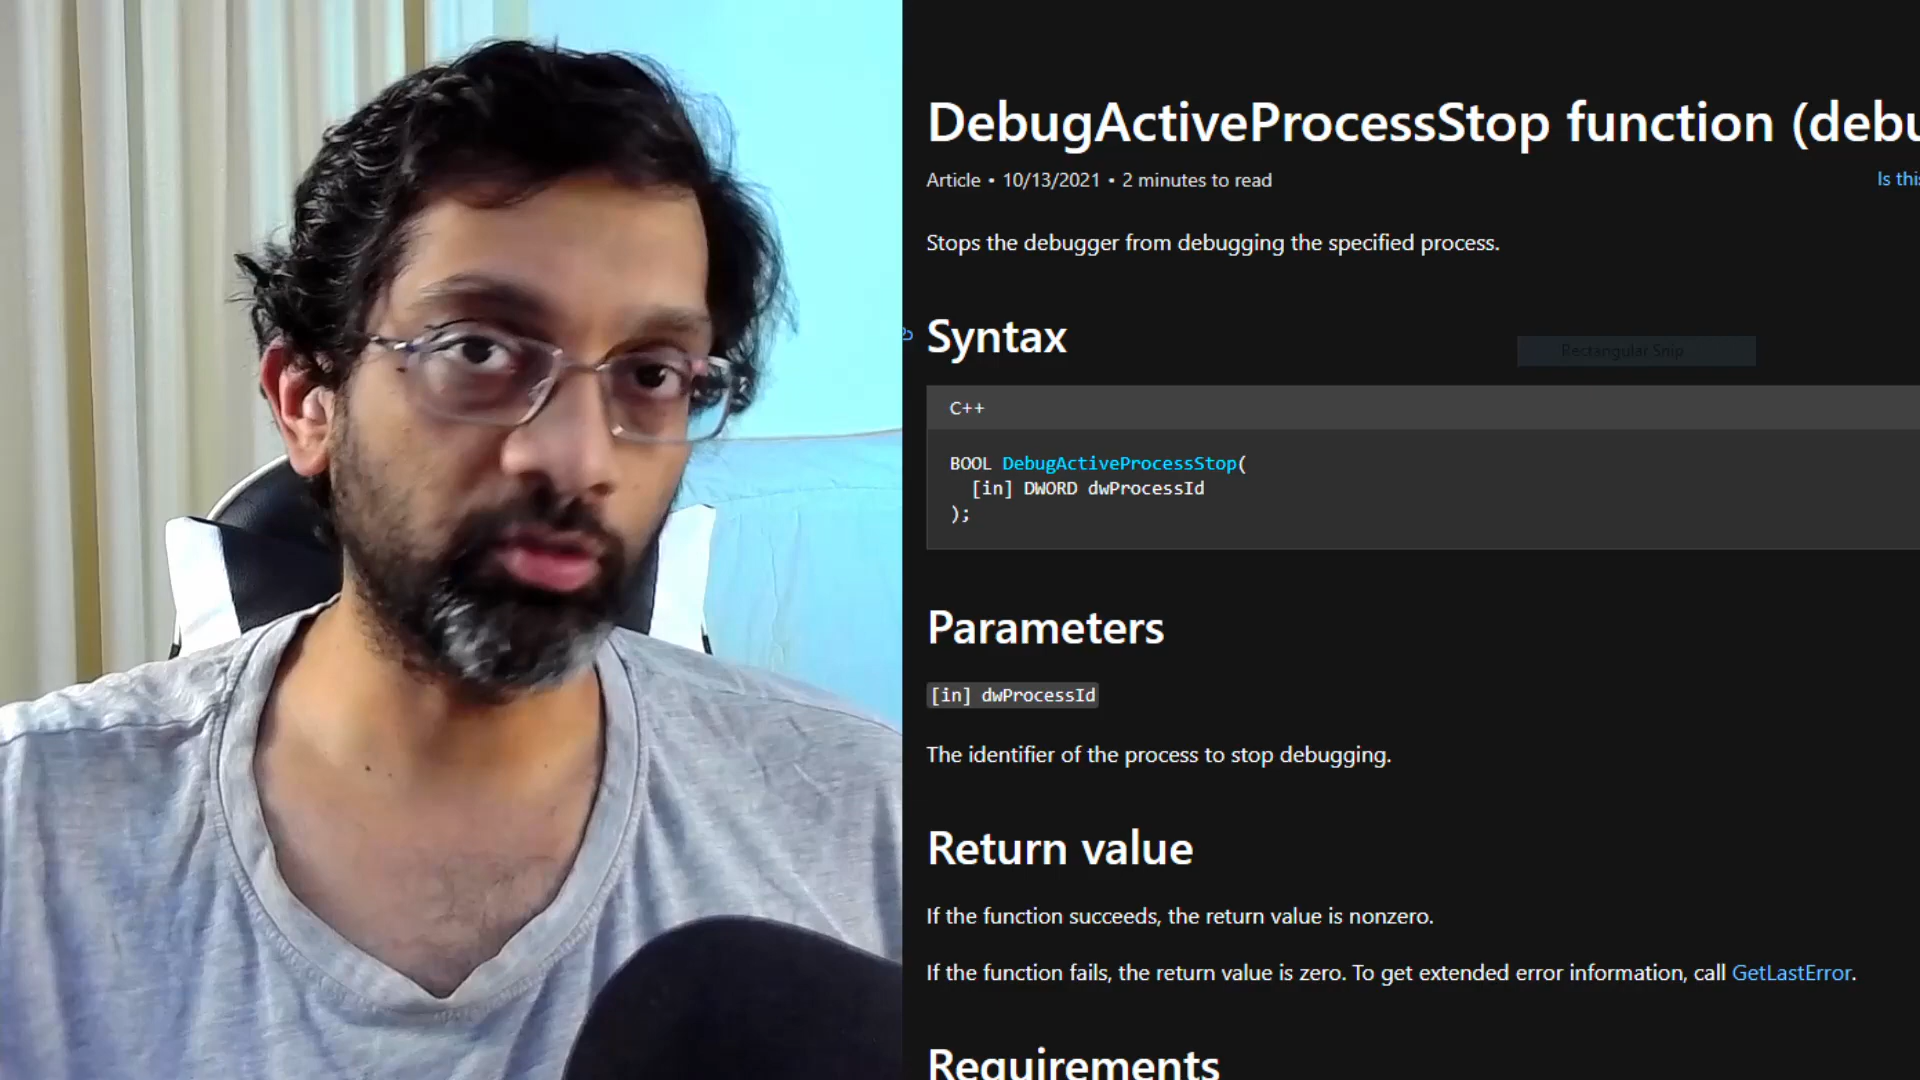 DebugActiveProcessStop function (debu
Article • 10/13/2021 • 2 minutes to read
Is this
Stops the debugger from debugging the specified process.
Syntax
Rectangular Snip
C++
BOOL DebugActiveProcessStop(
[in] DWORD dwProcessId
);
Parameters
[in] dwProcessId
The identifier of the process to stop debugging.
Return value
If the function succeeds, the return value is nonzero.
If the function fails, the return value is zero. To get extended error information, call GetLastError.
Requirements